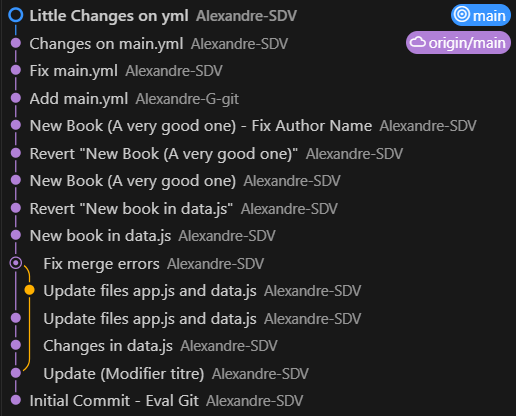 Little Changes on yml Alexandre-SDV main
Changes on main.yml Alexandre-SDV origin/main
Fix main.yml Alexandre-SDV
Add main.yml Alexandre-G-git
New Book (A very good one) - Fix Author Name Alexandre-SDV
Revert "New Book (A very good one)" Alexandre-SDV
New Book (A very good one) Alexandre-SDV
Revert "New book in data.js" Alexandre-SDV
New book in data.js Alexandre-SDV
Fix merge errors Alexandre-SDV
Update files app.js and data.js Alexandre-SDV
Update files app.js and data.js Alexandre-SDV
Changes in data.js Alexandre-SDV
Update (Modifier titre) Alexandre-SDV
Initial Commit - Eval Git Alexandre-SDV